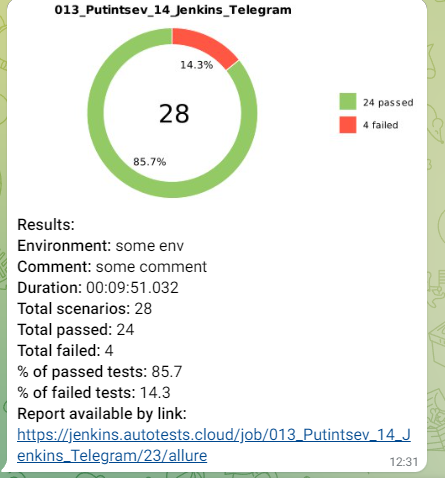 013_Putintsev_14_Jenkins_Telegram
14.3%
28
24 passed
4 failed
85.7%
Results:
Environment: some env
Comment: some comment
Duration: 00:09:51.032
Total scenarios: 28
Total passed: 24
Total failed: 4
% of passed tests: 85.7
% of failed tests: 14.3
Report available by link:
https://jenkins.autotests.cloud/job/013_Putintsev_14_J
enkins_Telegram/23/allure
12:31